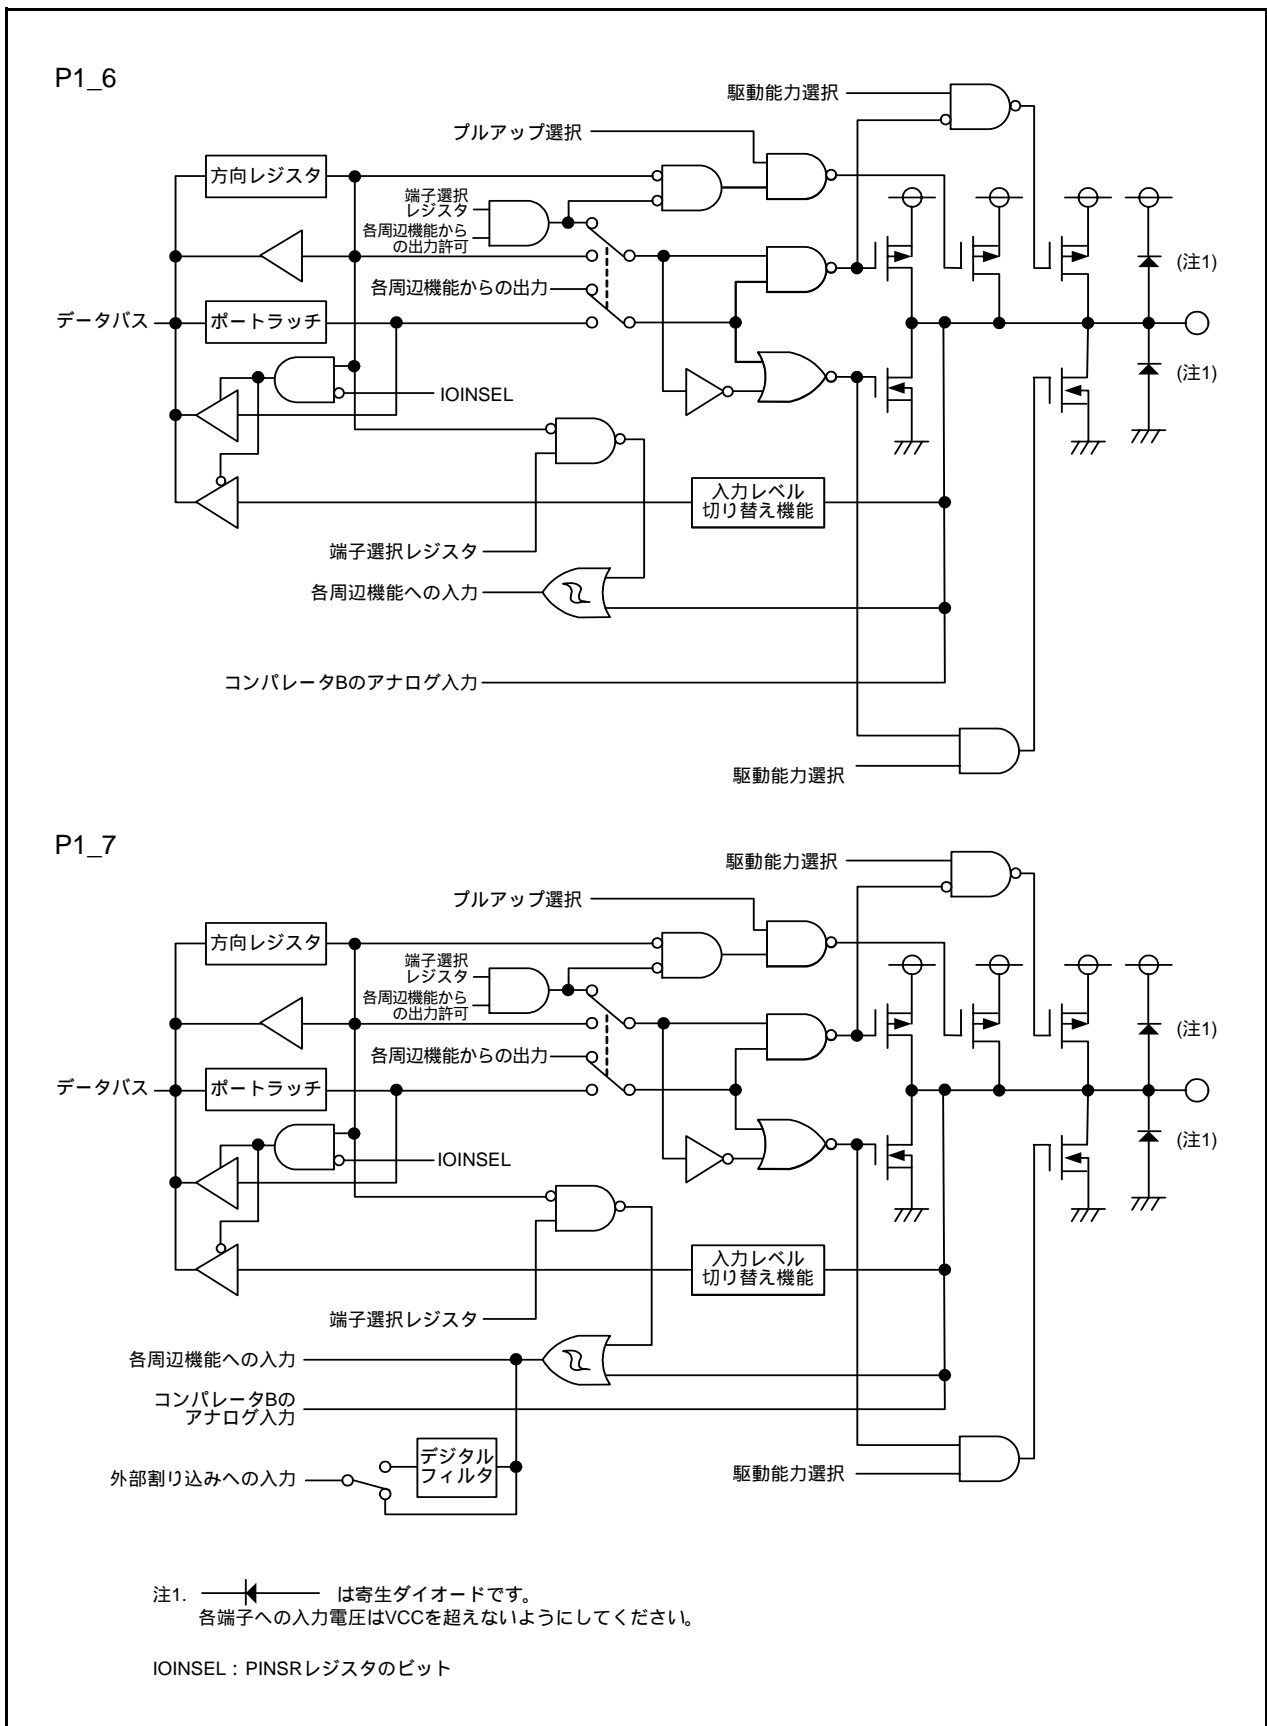 P1_6
駆動能力選択
プルアップ選択
方向レジスタ
端子選択
レジスタ
各周辺機能から
の出力許可
(注1)
各周辺機能からの出力
データバス
ポートラッチ
(注1)
IOINSEL
入力レベル
切り替え機能
端子選択レジスタ
各周辺機能への入力
コンパレータBのアナログ入力
駆動能力選択
P1_7
駆動能力選択
プルアップ選択
方向レジスタ
端子選択
レジスタ
各周辺機能から
の出力許可
(注1)
各周辺機能からの出力
データバス
ポートラッチ
(注1)
IOINSEL
入力レベル
切り替え機能
端子選択レジスタ
各周辺機能への入力
コンパレータBの
アナログ入力
デジタル
フィルタ
外部割り込みへの入力
駆動能力選択
注1. は寄生ダイオードです。
各端子への入力電圧はVCCを超えないようにしてください。
IOINSEL：PINSRレジスタのビット